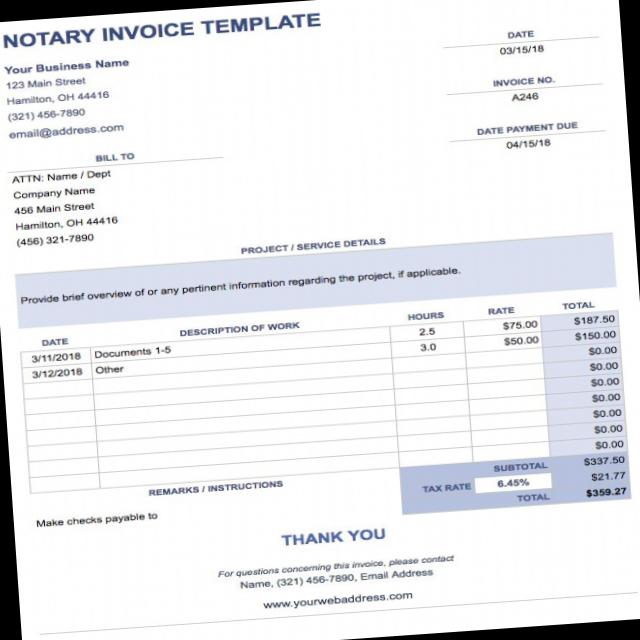 NOTARY INVOICE TEMPLATE
Your Business Name
123 Main Street
Hamilton, OH 44416
(321) 456-7890
email@address.com
DATE
03/15/18
INVOICE NO.
A246
DATE PAYMENT DUE
04/15/18
BILL TO
ATTN: Name / Dept
Company Name
456 Main Street
Hamilton, OH 44416
(456) 321-7890
PROJECT / SERVICE DETAILS
Provide brief overview of or any pertinent information regarding the project, if applicable.
DATE DESCRIPTION OF WORK HOURS RATE TOTAL
3/11/2018 Documents 1-5 2.5 $75.00 $187.50
3/12/2018 Other 3.0 $50.00 $150.00
$0.00
$0.00
$0.00
$0.00
$0.00
$0.00
$0.00
REMARKS / INSTRUCTIONS
SUBTOTAL $337.50
TAX RATE 6.45% $21.77
TOTAL $359.27
Make checks payable to
THANK YOU
For questions concerning this invoice, please contact
Name, (321) 456-7890, Email Address
www.yourwebaddress.com